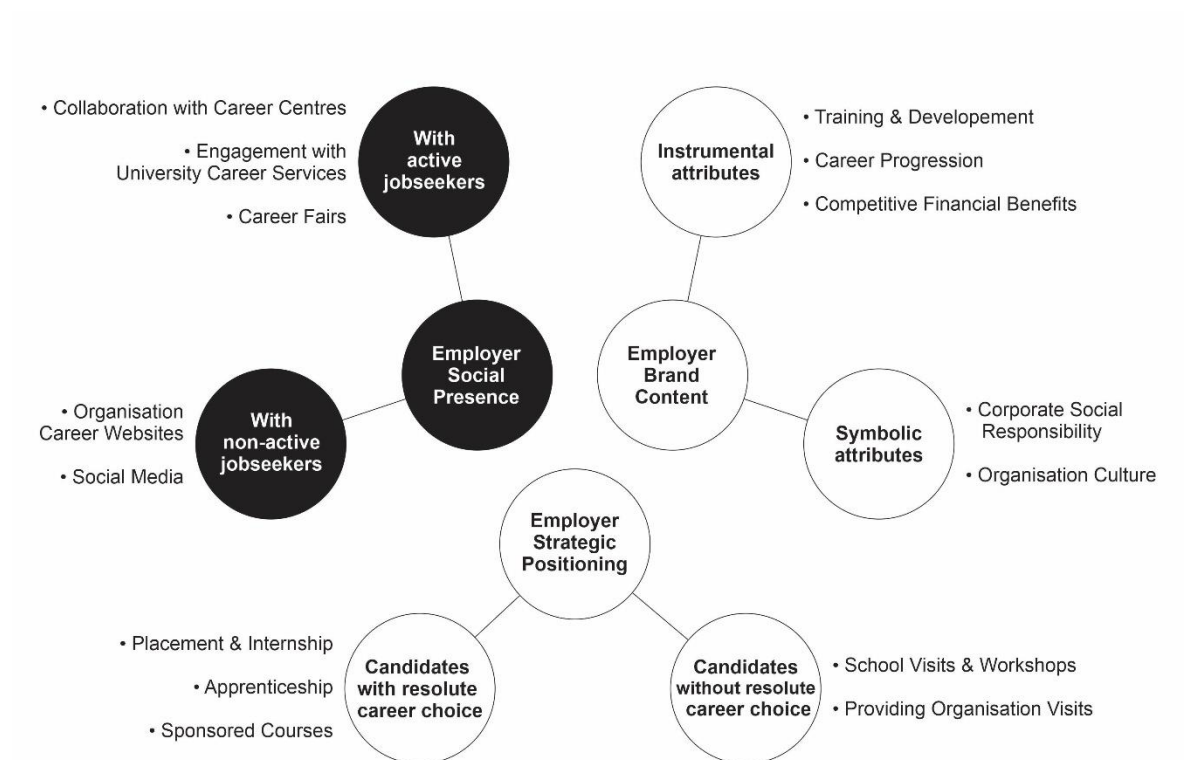 • Collaboration with Career Centres
• Engagement with
University Career Services
• Career Fairs
With
active
jobseekers
Instrumental
attributes
• Training & Developement
• Career Progression
• Competitive Financial Benefits
Employer
Social
Presence
Employer
Brand
Content
• Organisation
Career Websites
• Social Media
With
non-active
jobseekers
Symbolic
attributes
• Corporate Social
Responsibility
• Organisation Culture
Employer
Strategic
Positioning
• Placement & Internship
• Apprenticeship
• Sponsored Courses
Candidates
with resolute
career choice
Candidates
without resolute
career choice
• School Visits & Workshops
• Providing Organisation Visits